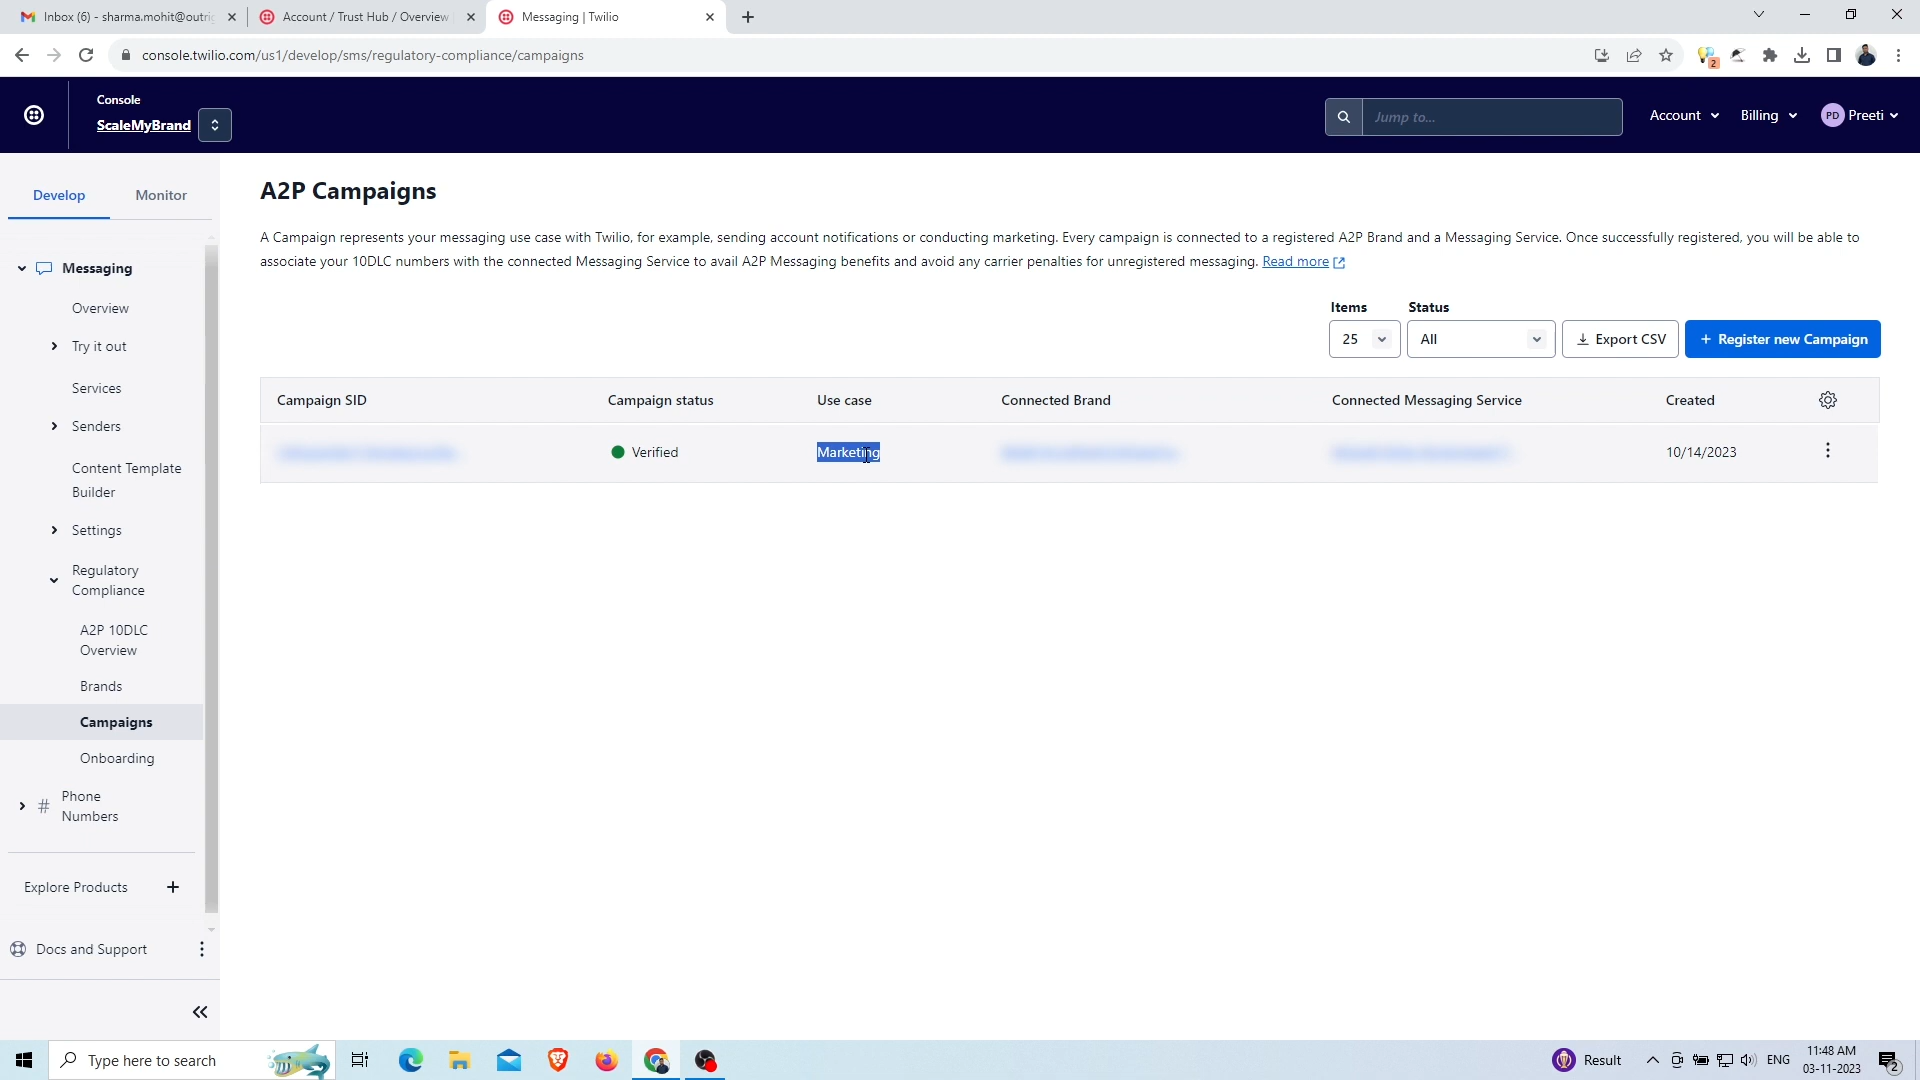 Inbox (6) - sharma.mohit@outrig
Account / Trust Hub / Overview
Messaging | Twilio
console.twilio.com/us1/develop/sms/regulatory-compliance/campaigns
2
Console
ScaleMyBrand
Jump to...
Account
Billing
PD
Preeti
Develop
Monitor
Messaging
Overview
Try it out
Services
Senders
Content Template
Builder
Settings
Regulatory
Compliance
A2P 10DLC
Overview
Brands
Campaigns
Onboarding
# Phone
Numbers
Explore Products +
Docs and Support
A2P Campaigns
A Campaign represents your messaging use case with Twilio, for example, sending account notifications or conducting marketing. Every campaign is connected to a registered A2P Brand and a Messaging Service. Once successfully registered, you will be able to
associate your 10DLC numbers with the connected Messaging Service to avail A2P Messaging benefits and avoid any carrier penalties for unregistered messaging. Read more
Items
Status
25
All
Export CSV
+ Register new Campaign
Campaign SID
Campaign status
Use case
Connected Brand
Connected Messaging Service
Created
Verified
Marketing
10/14/2023
Type here to search
Result
ENG
11:48 AM
03-11-2023
2